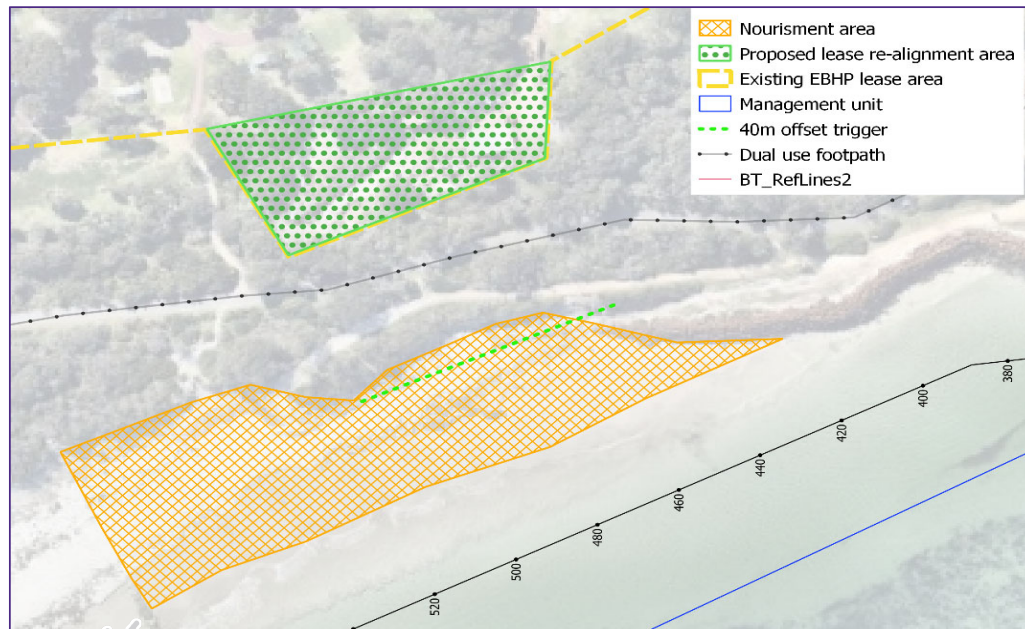 Nourisment area
Proposed lease re-alignment area
Existing EBHP lease area
Management unit
40m offset trigger
Dual use footpath
BT_RefLines2
380
400
420
440
460
480
500
520